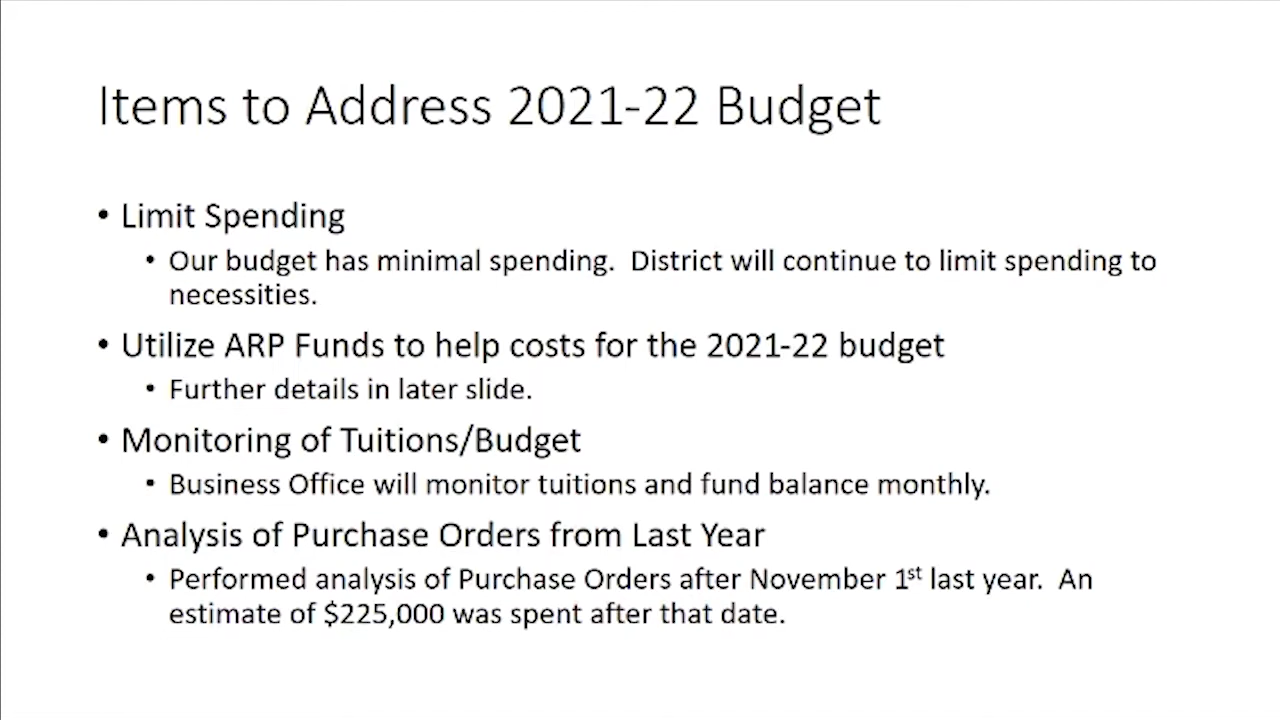 Items to Address 2021-22 Budget
• Limit Spending
• Our budget has minimal spending.  District will continue to limit spending to
necessities.
• Utilize ARP Funds to help costs for the 2021-22 budget
• Further details in later slide.
• Monitoring of Tuitions/Budget
• Business Office will monitor tuitions and fund balance monthly.
• Analysis of Purchase Orders from Last Year
• Performed analysis of Purchase Orders after November 1st last year.  An
estimate of $225,000 was spent after that date.